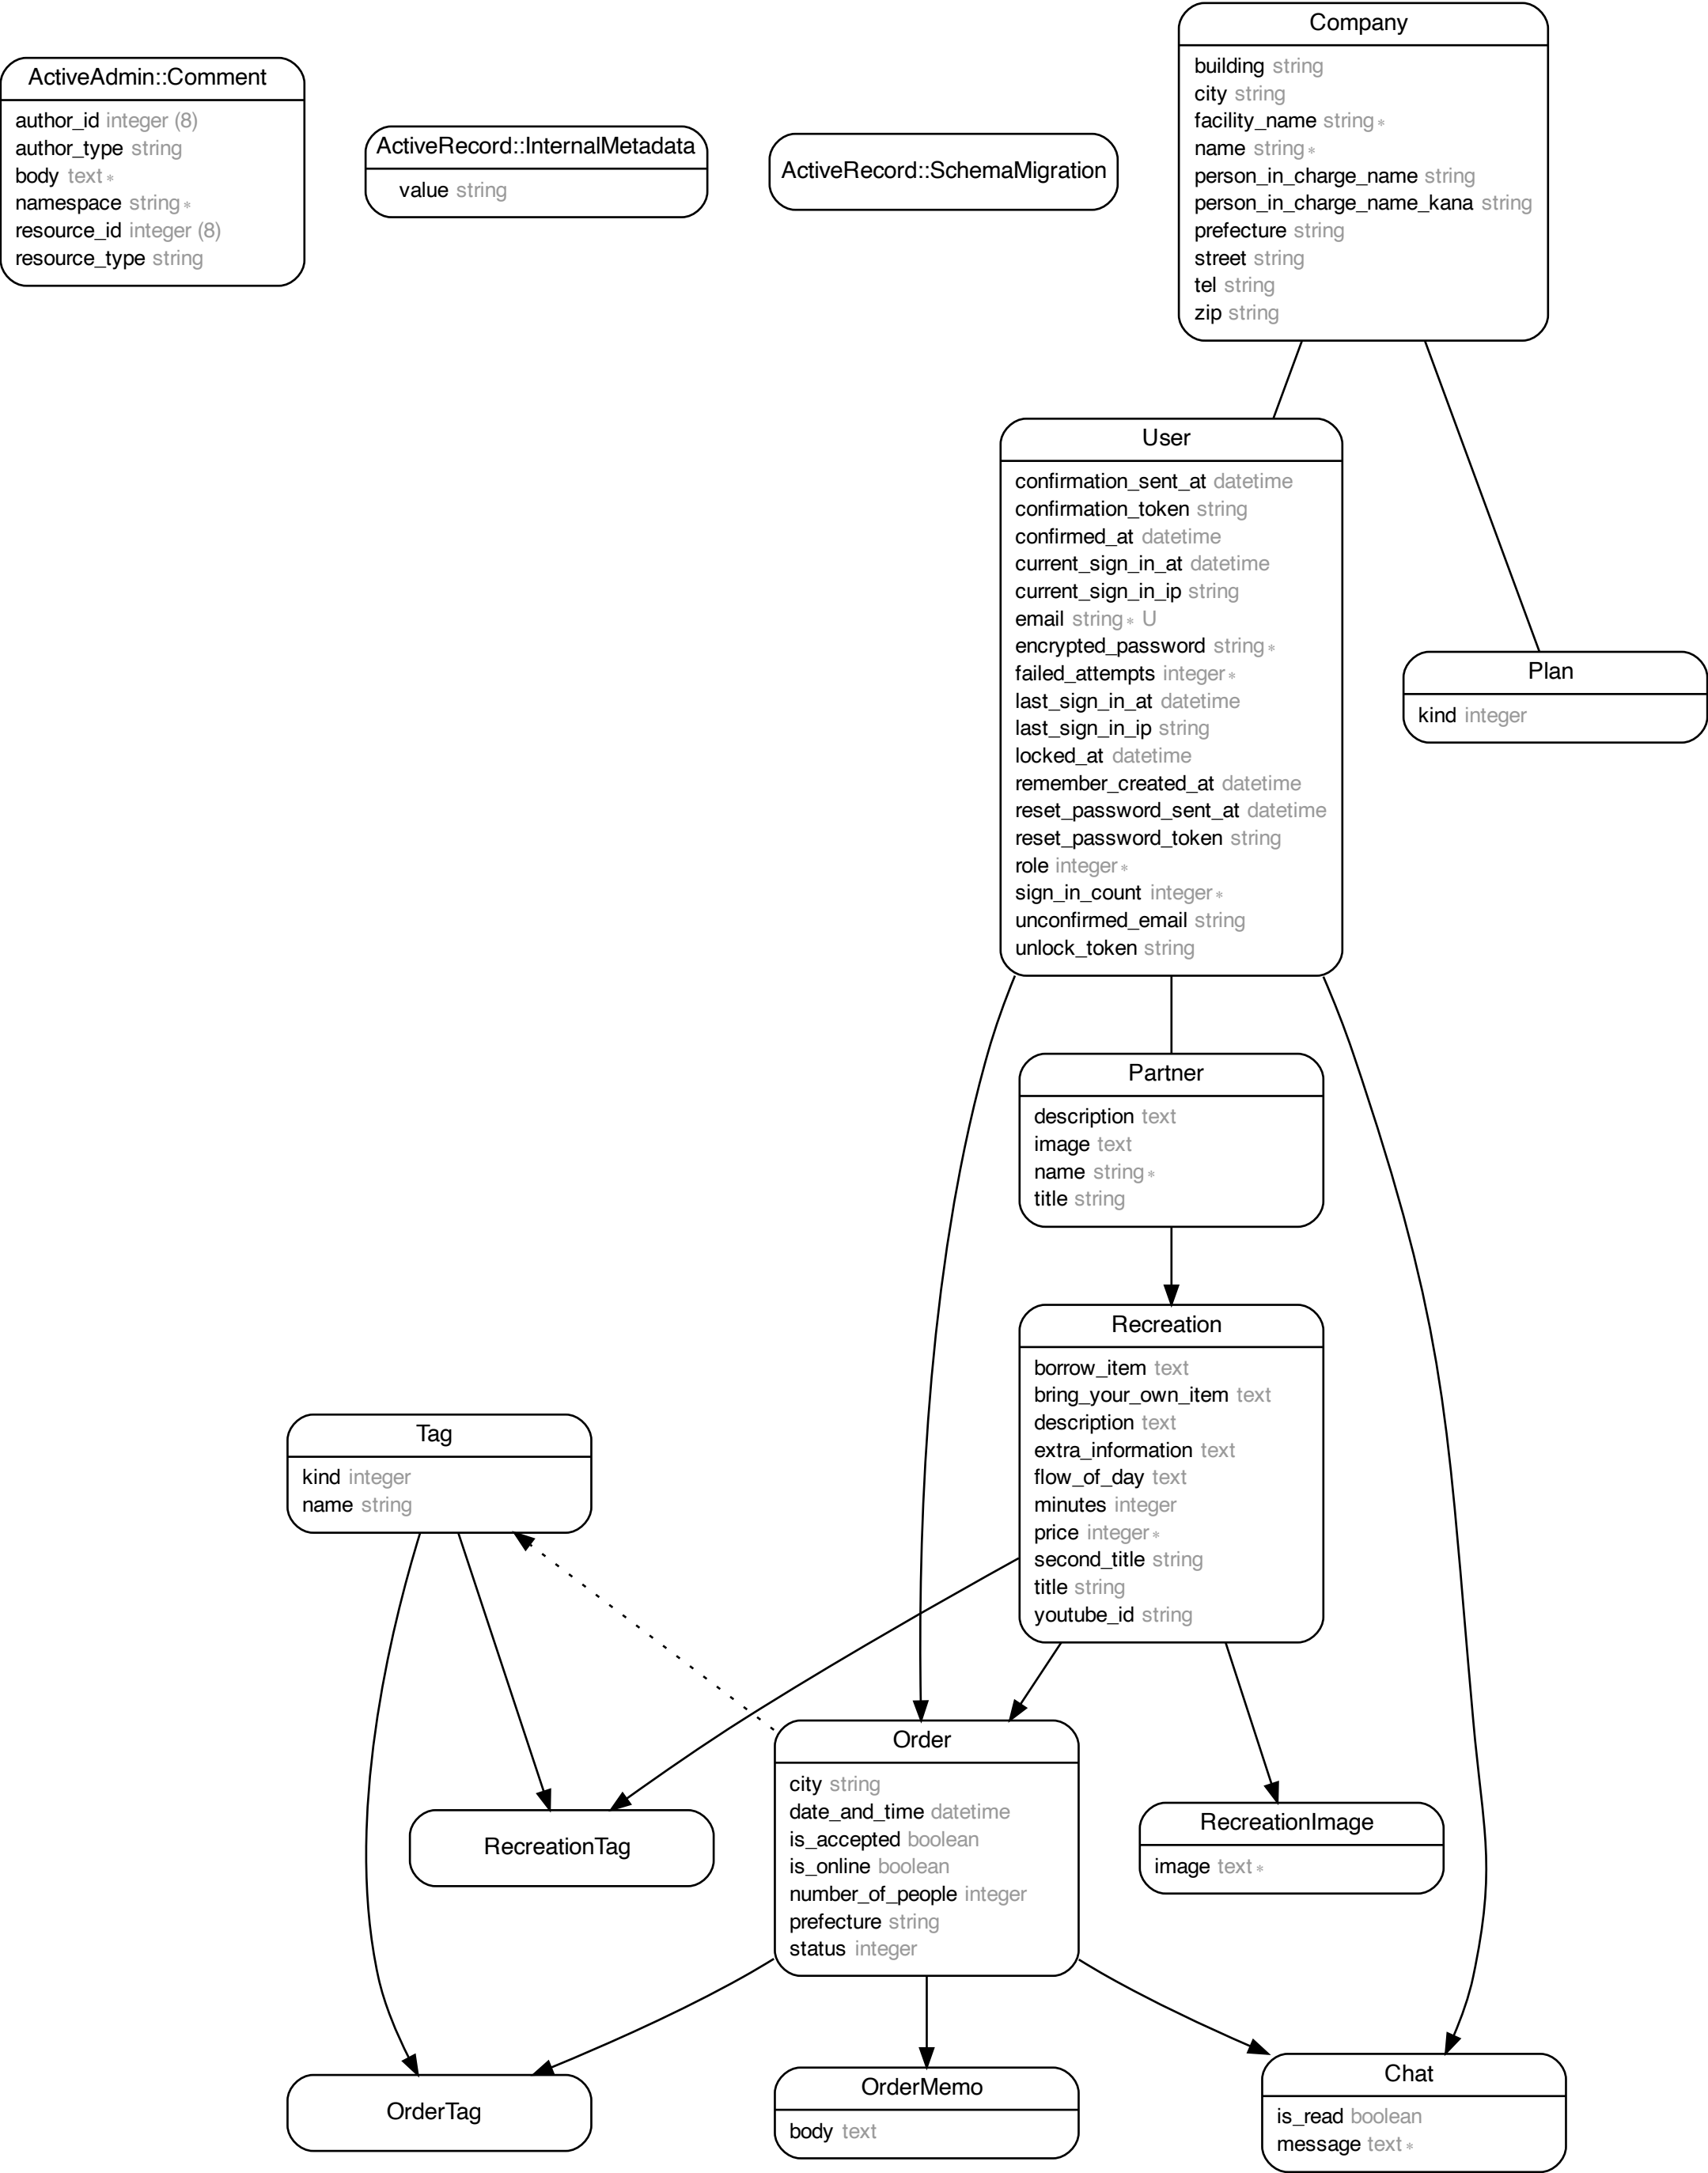 Company
building string
city string
facility_name string∗
name string∗
person_in_charge_name string
person_in_charge_name_kana string
prefecture string
street string
tel string
zip string
ActiveAdmin::Comment
author_id integer (8)
author_type string
body text∗
namespace string∗
resource_id integer (8)
resource_type string
ActiveRecord::InternalMetadata
value string
ActiveRecord::SchemaMigration
User
confirmation_sent_at datetime
confirmation_token string
confirmed_at datetime
current_sign_in_at datetime
current_sign_in_ip string
email string∗ U
encrypted_password string∗
failed_attempts integer∗
last_sign_in_at datetime
last_sign_in_ip string
locked_at datetime
remember_created_at datetime
reset_password_sent_at datetime
reset_password_token string
role integer∗
sign_in_count integer∗
unconfirmed_email string
unlock_token string
Plan
kind integer
Partner
description text
image text
name string∗
title string
Recreation
borrow_item text
bring_your_own_item text
description text
extra_information text
flow_of_day text
minutes integer
price integer∗
second_title string
title string
youtube_id string
Tag
kind integer
name string
Order
city string
date_and_time datetime
is_accepted boolean
is_online boolean
number_of_people integer
prefecture string
status integer
RecreationTag
RecreationImage
image text∗
OrderTag
OrderMemo
body text
Chat
is_read boolean
message text∗